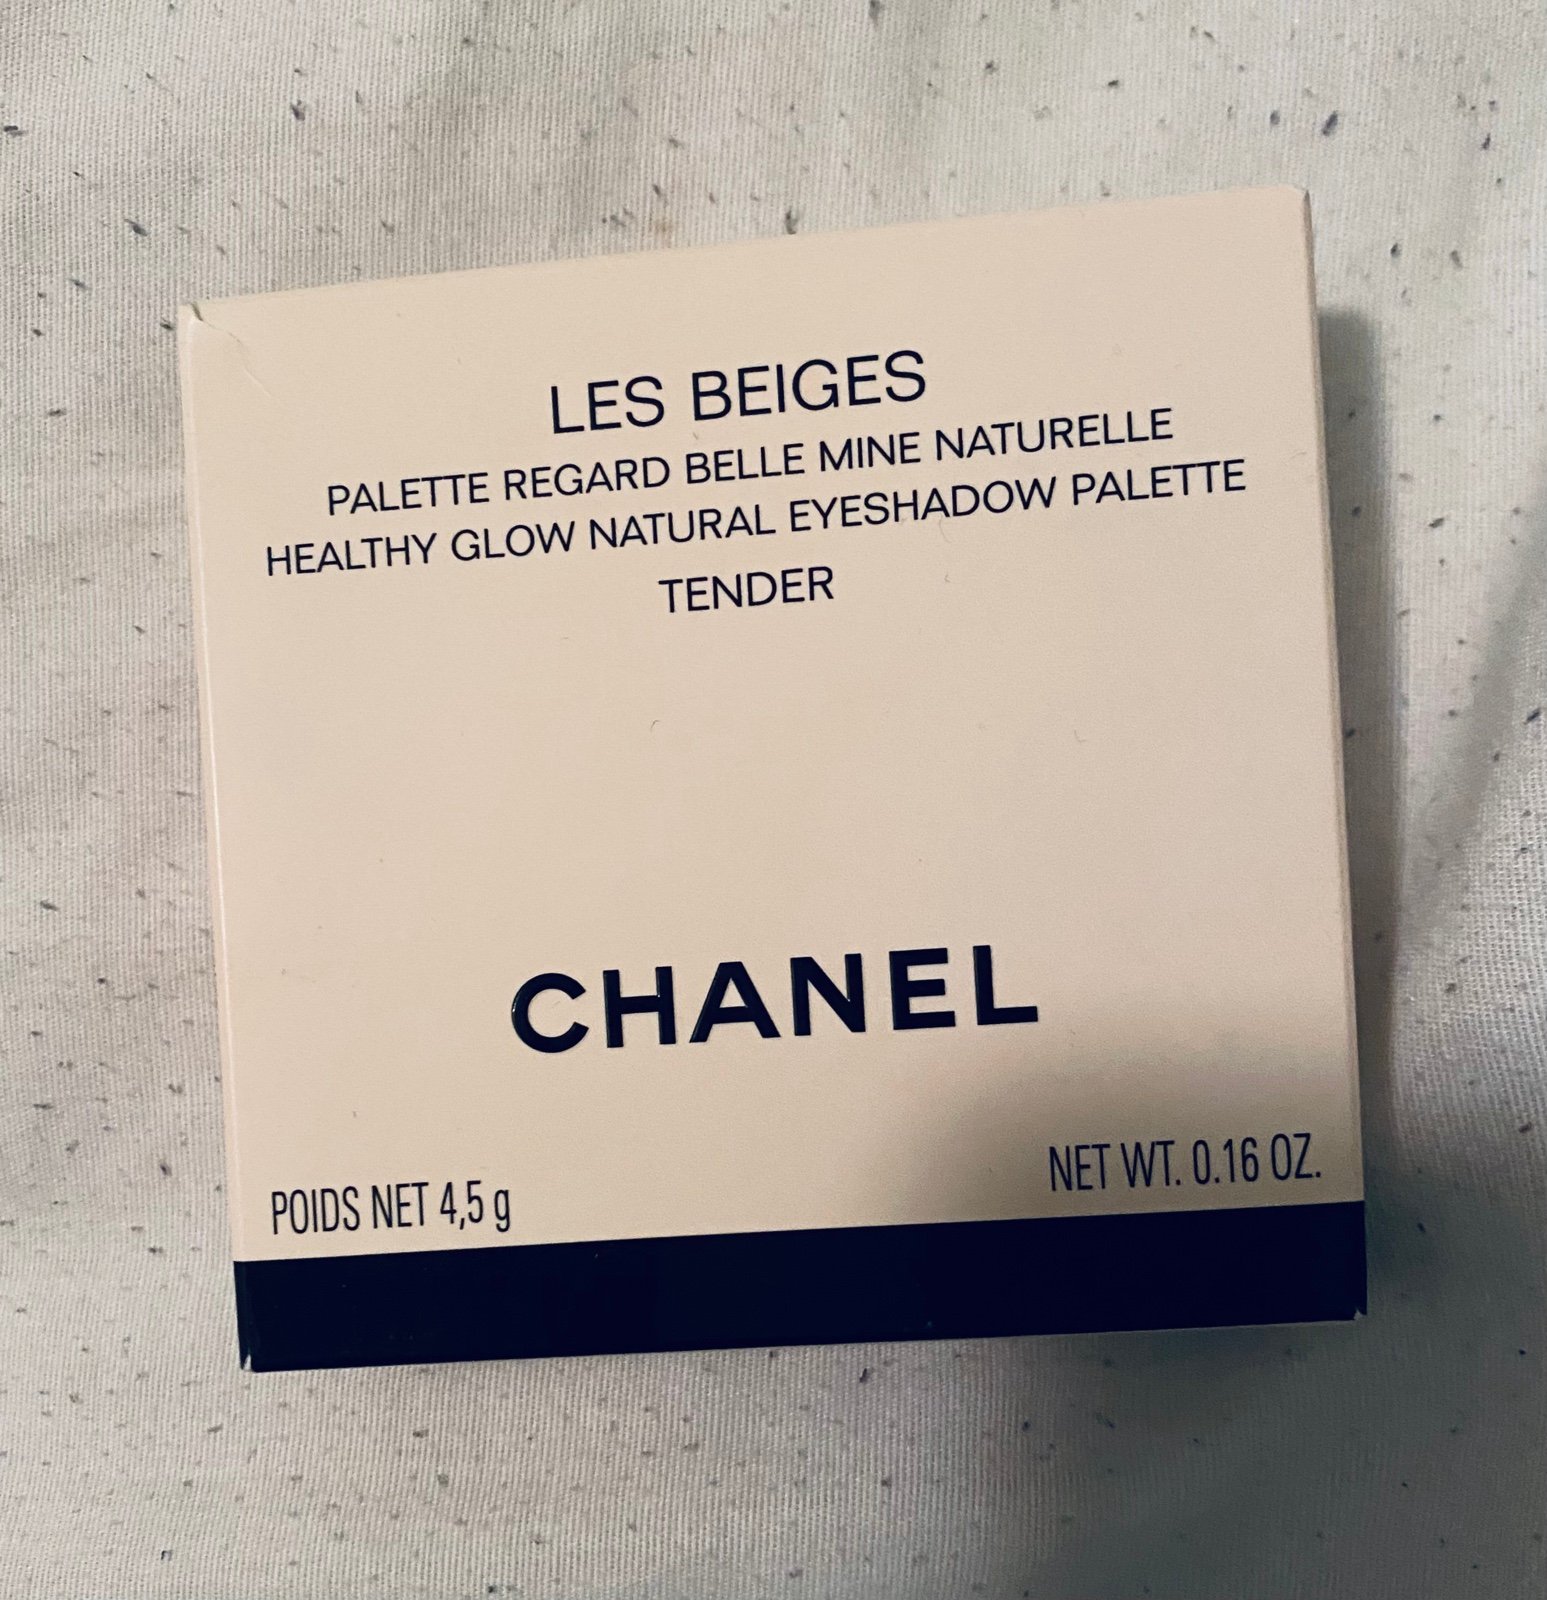 LES BEIGES
PALETTE REGARD BELLE MINE NATURELLE
HEALTHY GLOW NATURAL EYESHADOW PALETTE
TENDER
CHANEL
POIDS NET 4,5 g
NET WT. 0.16 OZ.